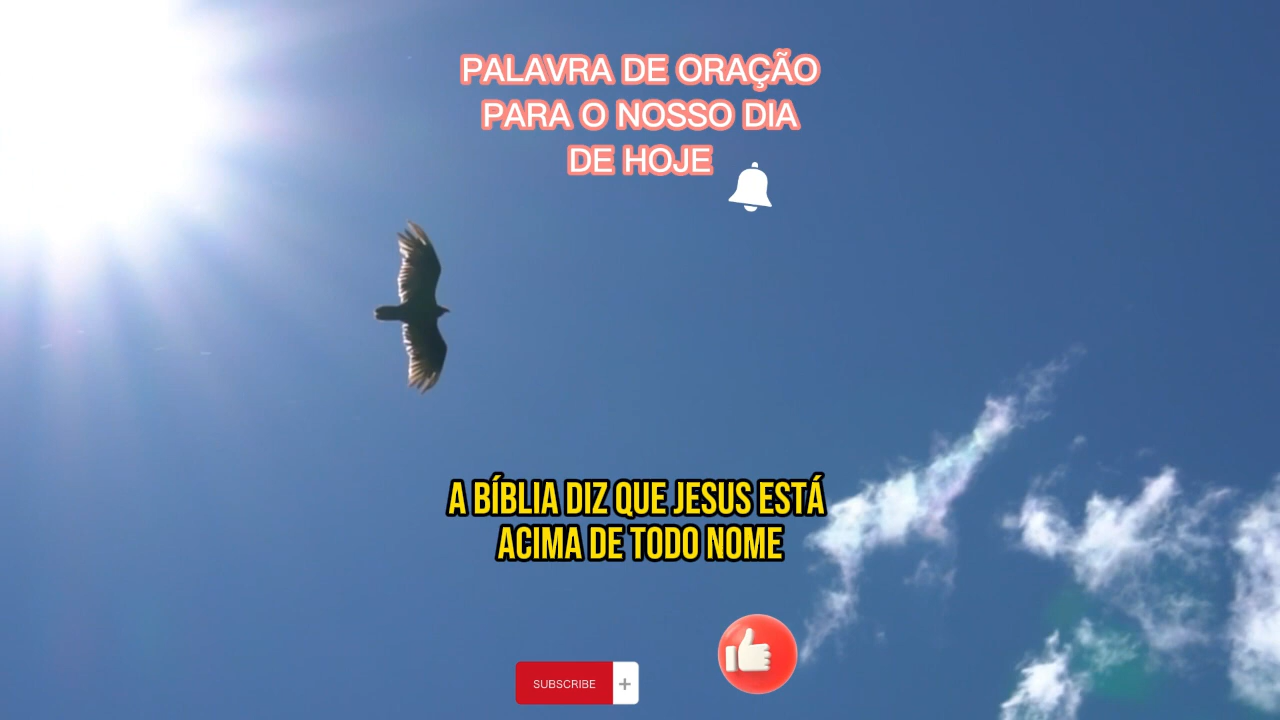 PALAVRA DE ORAÇÃO
PARA O NOSSO DIA
DE HOJE
A BÍBLIA DIZ QUE JESUS ESTÁ
ACIMA DE TODO NOME
SUBSCRIBE +